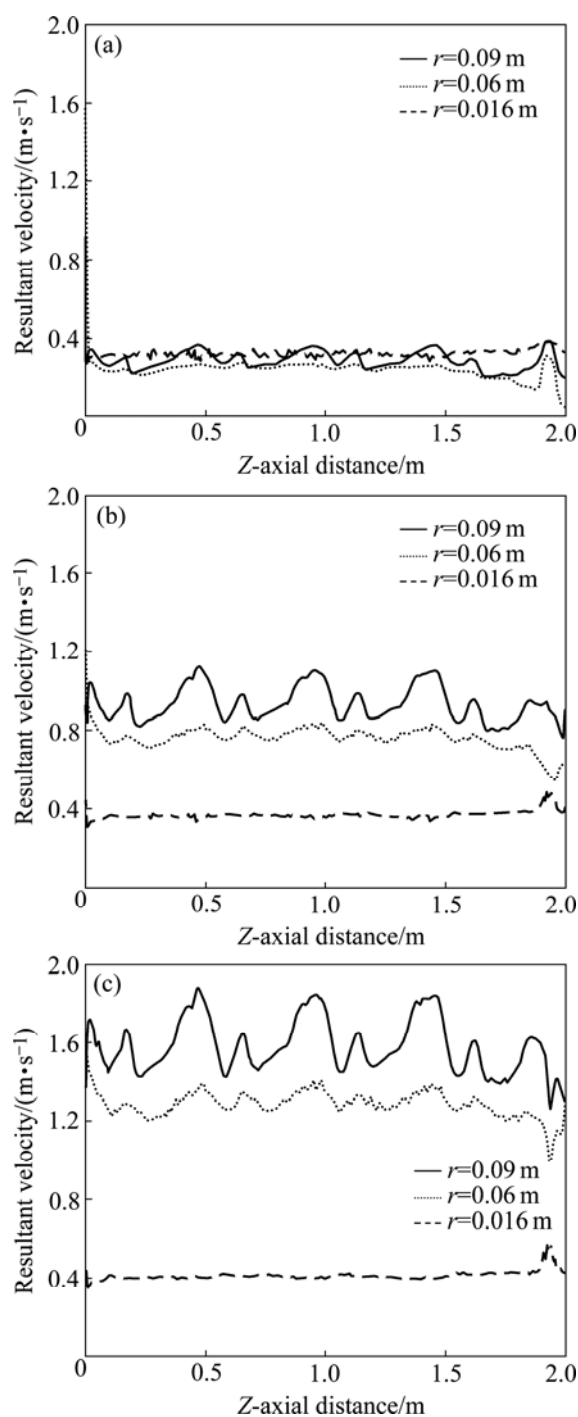 (a)
2.0
1.6
1.2
0.8
0.4
0
Resultant velocity/(m•s⁻¹)
r=0.09 m
r=0.06 m
r=0.016 m
0.5
1.0
1.5
2.0
Z-axial distance/m
(b)
2.0
1.6
1.2
0.8
0.4
0
Resultant velocity/(m•s⁻¹)
r=0.09 m
r=0.06 m
r=0.016 m
0.5
1.0
1.5
2.0
Z-axial distance/m
(c)
2.0
1.6
1.2
0.8
0.4
0
Resultant velocity/(m•s⁻¹)
r=0.09 m
r=0.06 m
r=0.016 m
0.5
1.0
1.5
2.0
Z-axial distance/m